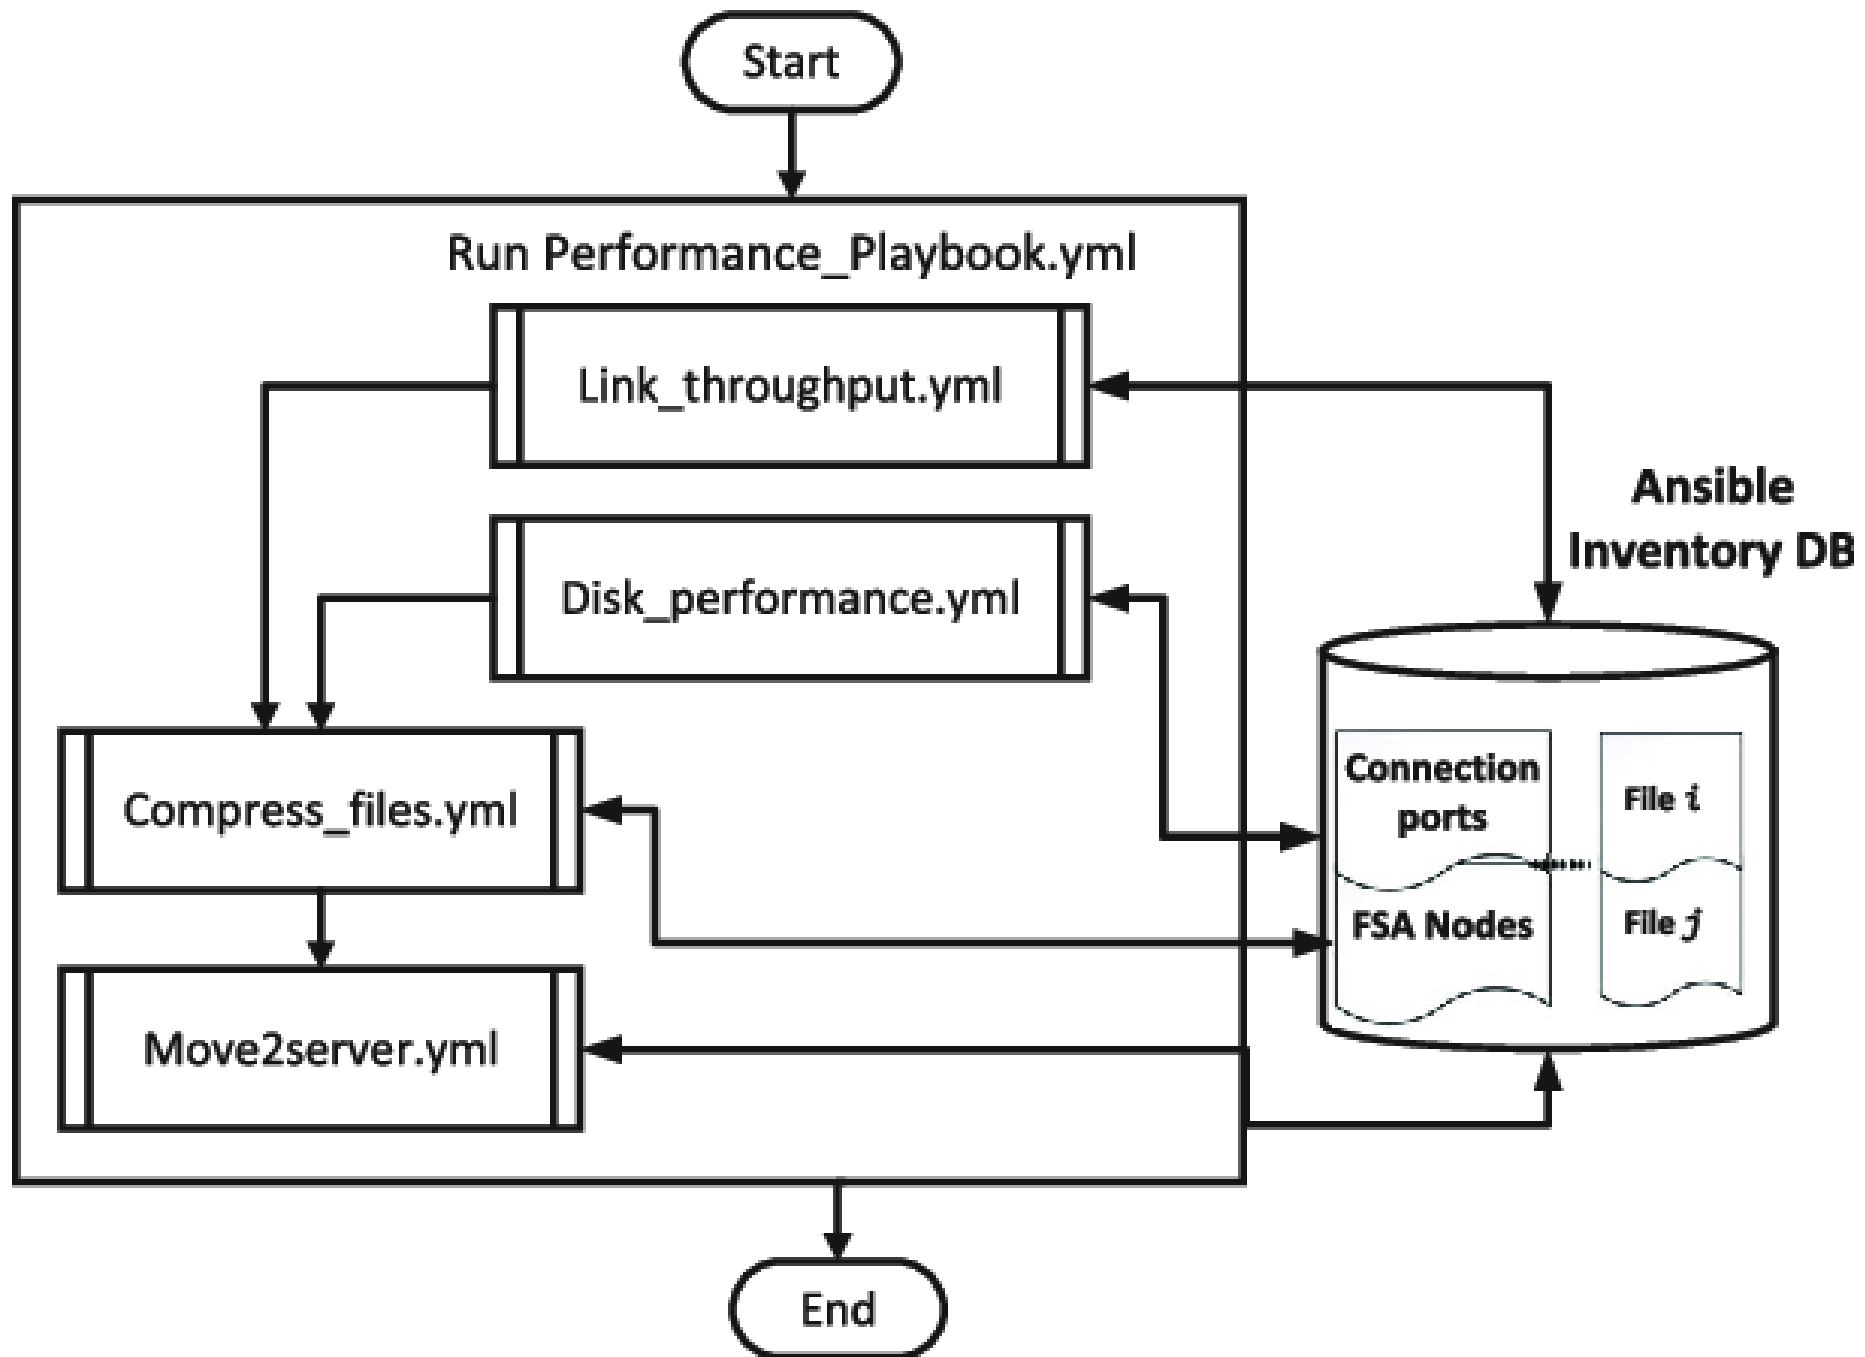 Start
Run Performance_Playbook.yml
Link_throughput.yml
Disk_performance.yml
Compress_files.yml
Move2server.yml
Ansible
Inventory DB
Connection
ports
FSA Nodes
File i
File j
End